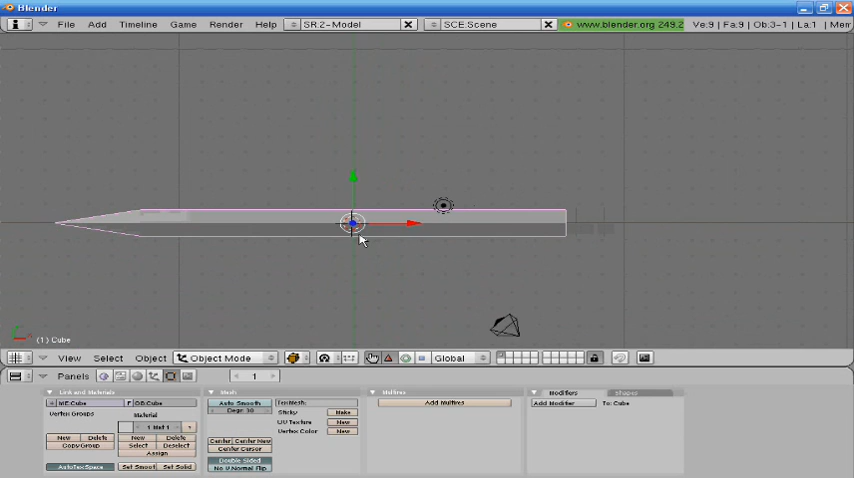 Blender
File Add Timeline Game Render Help SR:2-Model SCE:Scene www.blender.org 249.2 Ve:9 | Fa:9 | Ob:3-1 | La:1 | Mem
(1) Cube
View Select Object Object Mode Global
Panels 1
Link and Materials Mesh Multires Modifiers Shapes
ME:Cube F OB:Cube Auto Smooth TexMesh: Add Multires Add Modifier To: Cube
Vertex Groups Material Degr: 30 Sticky Make
1 Mat 1 UV Texture New
New Delete New Delete Vertex Color New
Copy Group Select Deselect Center Center New
Assign Center Cursor
AutoTexSpace Set Smoot Set Solid Double Sided
No V.Normal Flip